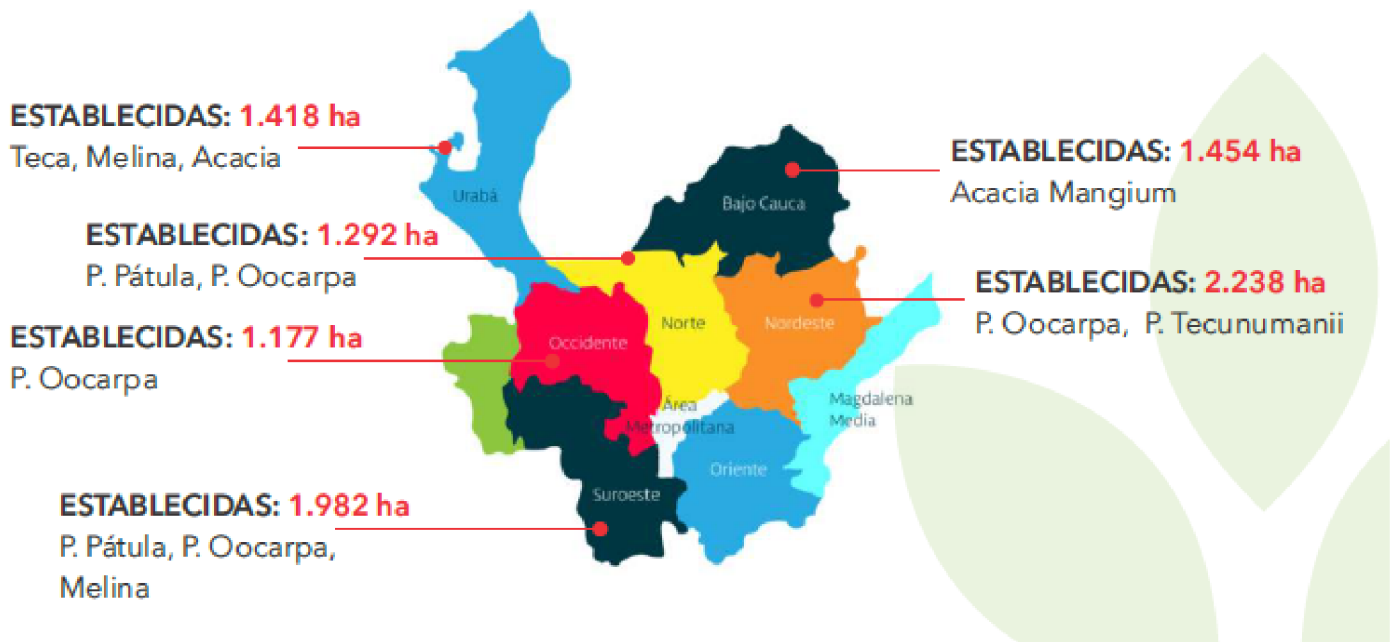 ESTABLECIDAS: 1.418 ha
Teca, Melina, Acacia
ESTABLECIDAS: 1.292 ha
P. Pátula, P. Oocarpa
ESTABLECIDAS: 1.177 ha
P. Oocarpa
ESTABLECIDAS: 1.982 ha
P. Pátula, P. Oocarpa,
Melina
Urabá
Bajo Cauca
Norte
Nordeste
Occidente
Área
Metropolitana
Magdalena
Media
Oriente
Suroeste
ESTABLECIDAS: 1.454 ha
Acacia Mangium
ESTABLECIDAS: 2.238 ha
P. Oocarpa, P. Tecunumanii